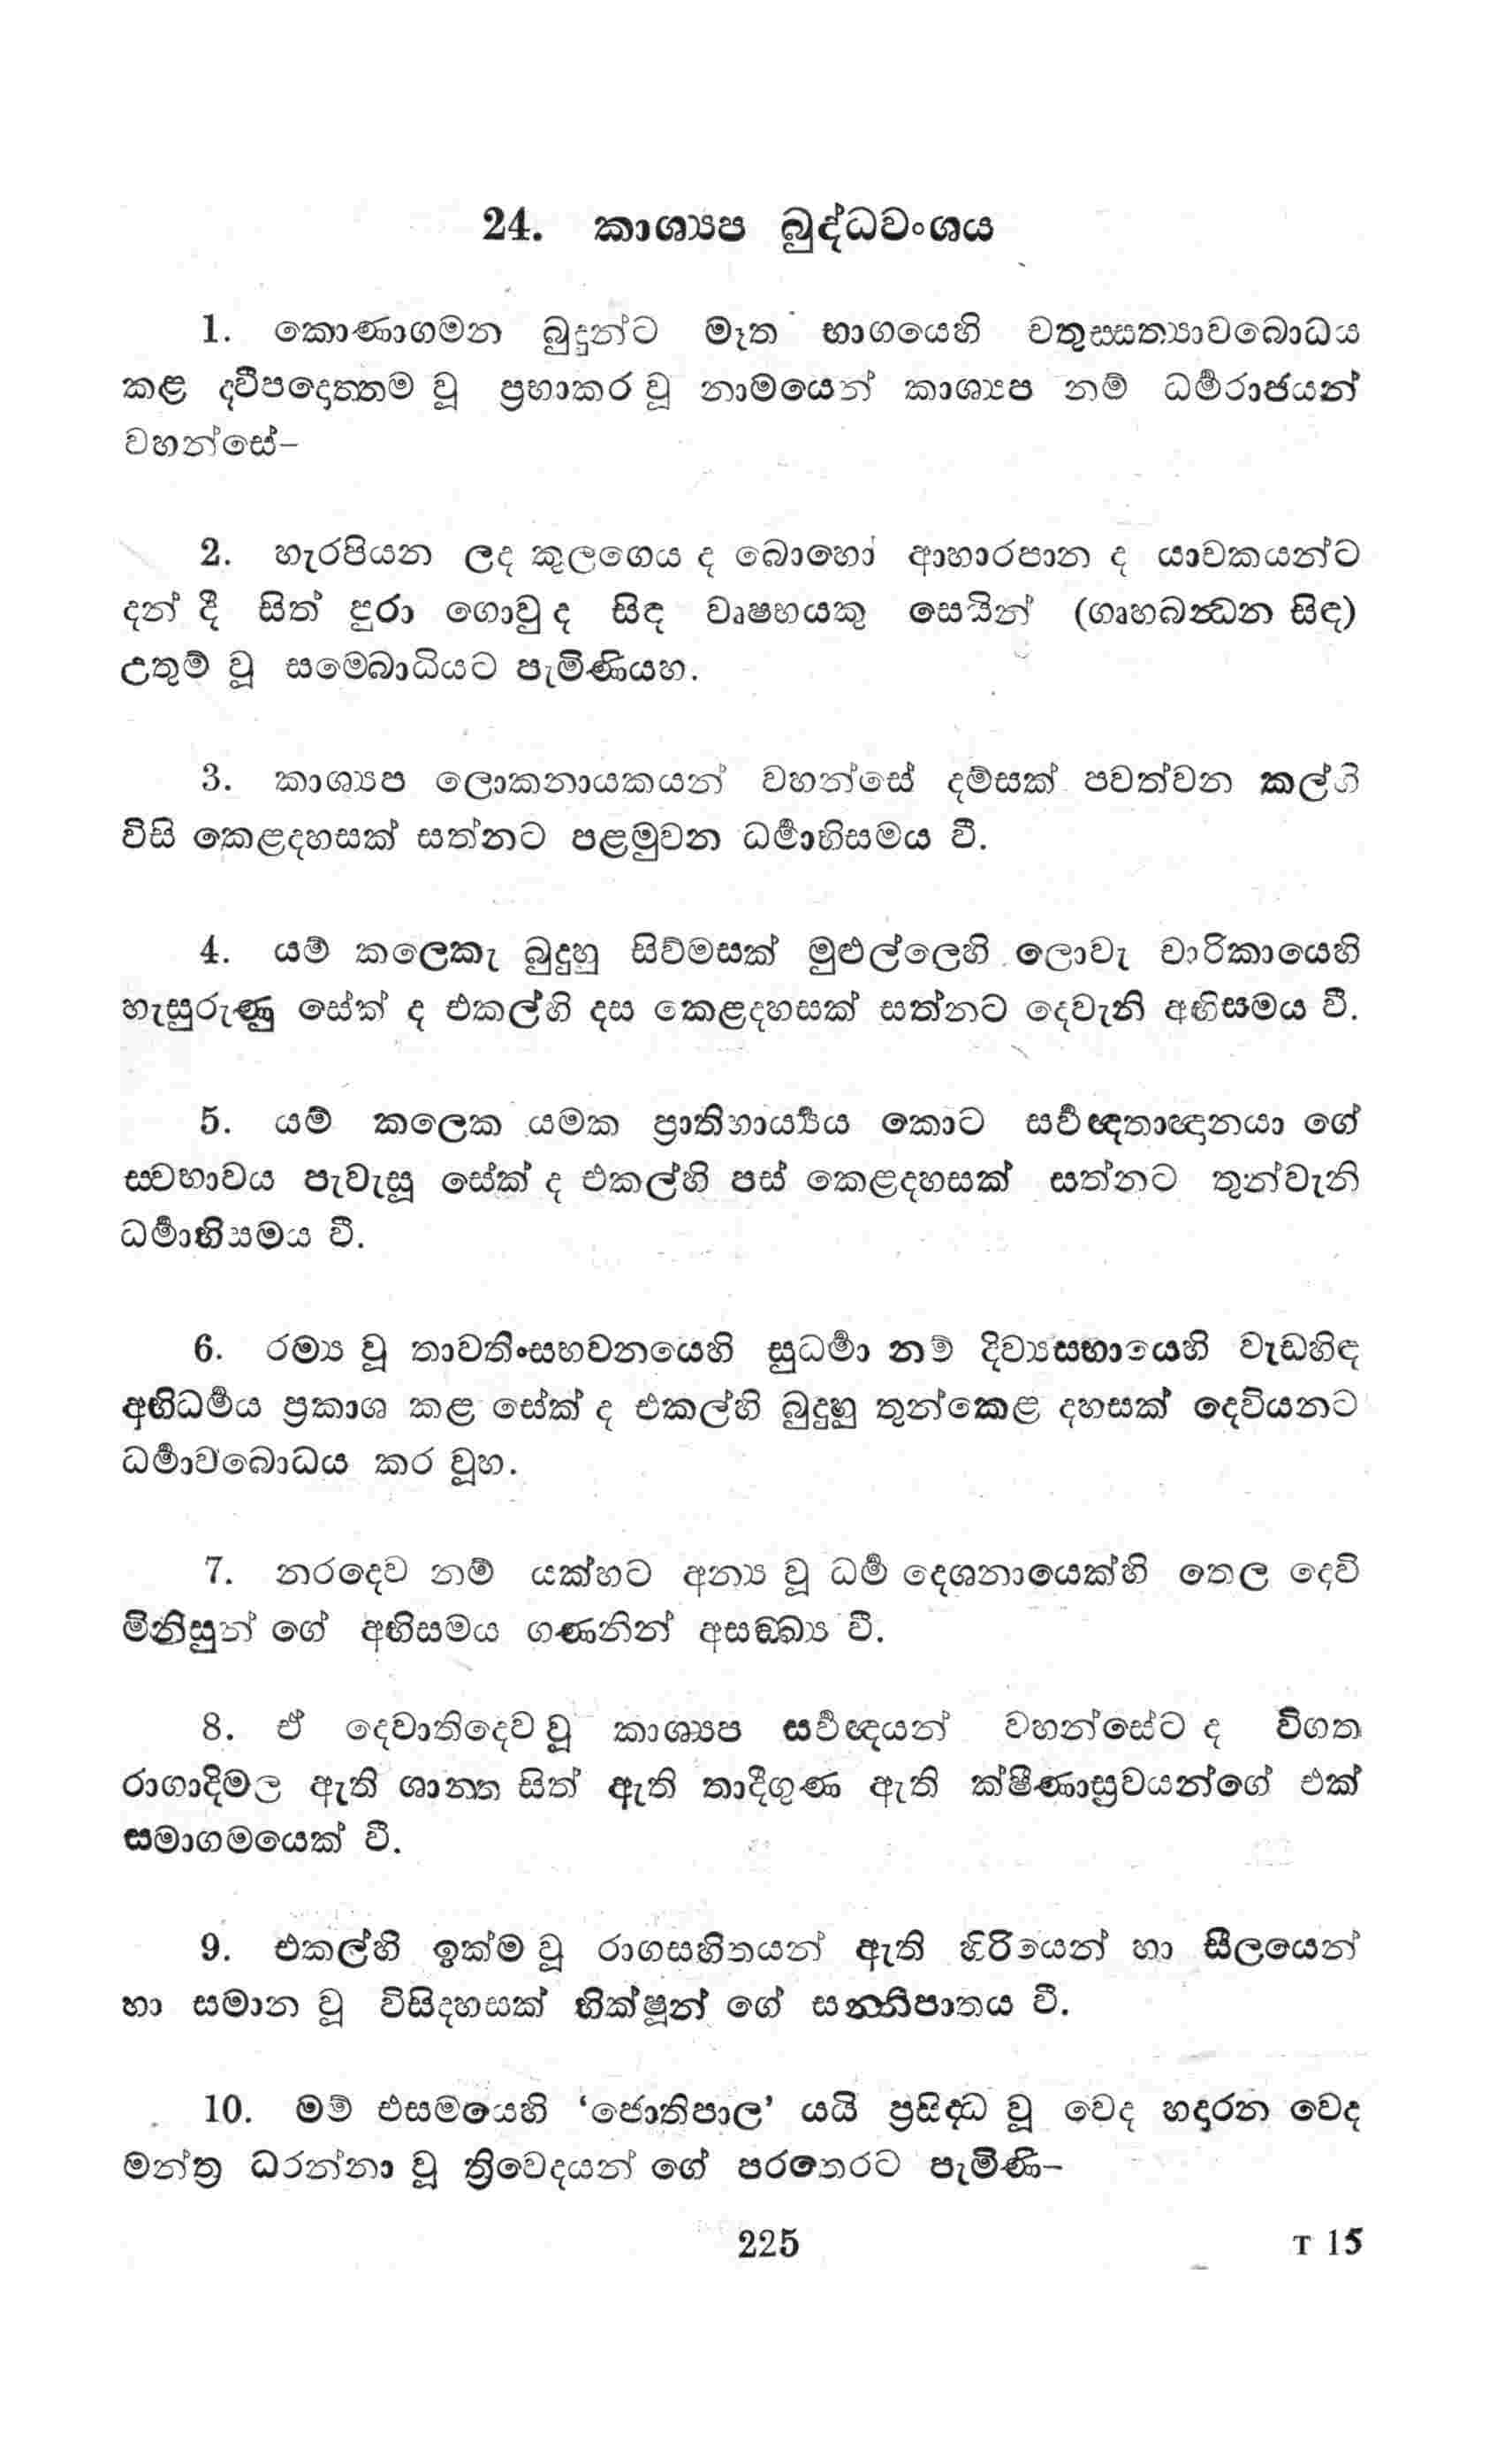 24. කාශ්‍යප බුද්ධවංශය
1. කොණාගමන බුදුන්ට මෑත භාගයෙහි චතුස්සත්‍යාවබොධය
කළ ද්වීපදොත්තම වූ ප්‍රභාකර වූ නාමයෙන් කාශ්‍යප නම් ධර්‍මරාජයන්
වහන්සේ–
2. හැරපියන ලද කුලගෙය ද බොහෝ ආහාරපාන ද යාචකයන්ට
දන් දී සිත් පුරා ගොවු ද සිඳ වෘෂභයකු සෙයින් (ගෘහබන්‍ධන සිඳ)
උතුම් වූ සම්බොධියට පැමිණියහ.
3. කාශ්‍යප ලොකනායකයන් වහන්සේ දම්සක් පවත්වන කල්හි
විසි කෙළදහසක් සත්නට පළමුවන ධර්‍මාභිසමය වී.
4. යම් කලෙකැ බුදුහු සිව්මසක් මුළුල්ලෙහි ලොවැ චාරිකායෙහි
හැසුරුණු සේක් ද එකල්හි දස කෙළදහසක් සත්නට දෙවැනි අභිසමය වී.
5. යම් කලෙක යමක ප්‍රාතිහාර්‍ය්‍යය කොට සර්‍වඥතාඥානයා ගේ
ස්වභාවය පැවැසූ සේක් ද එකල්හි පස් කෙළදහසක් සත්නට තුන්වැනි
ධර්‍මාභිසමය වී.
6. රම්‍ය වූ තාවතිංසභවනයෙහි සුධර්‍මා නම් දිව්‍යසභායෙහි වැඩහිඳ
අභිධර්‍මය ප්‍රකාශ කළ සේක් ද එකල්හි බුදුහු තුන්කෙළ දහසක් දෙවියනට
ධර්‍මාවබොධය කර වූහ.
7. නරදෙව නම් යක්හට අන්‍ය වූ ධර්‍ම දෙශනායෙක්හි තෙල දෙවි
මිනිසුන් ගේ අභිසමය ගණනින් අසඞ්ඛ්‍ය වී.
8. ඒ දෙවාතිදෙව වූ කාශ්‍යප සර්‍වඥයන් වහන්සේට ද විගත
රාගාදිමල ඇති ශාන්ත සිත් ඇති තාදීගුණ ඇති ක්ෂීණාස්‍රවයන්ගේ එක්
සමාගමයෙක් වී.
9. එකල්හි ඉක්ම වූ රාගසහිතයන් ඇති හිරියෙන් හා සීලයෙන්
හා සමාන වූ විසිදහසක් භික්ෂූන් ගේ සන්නිපාතය වී.
10. මම් එසමයෙහි ‘ජොතිපාල’ යයි ප්‍රසිද්ධ වූ වෙද හදරන වෙද
මන්ත්‍ර ධරන්නා වූ ත්‍රිවෙදයන් ගේ පරතෙරට පැමිණි–
225 T 15